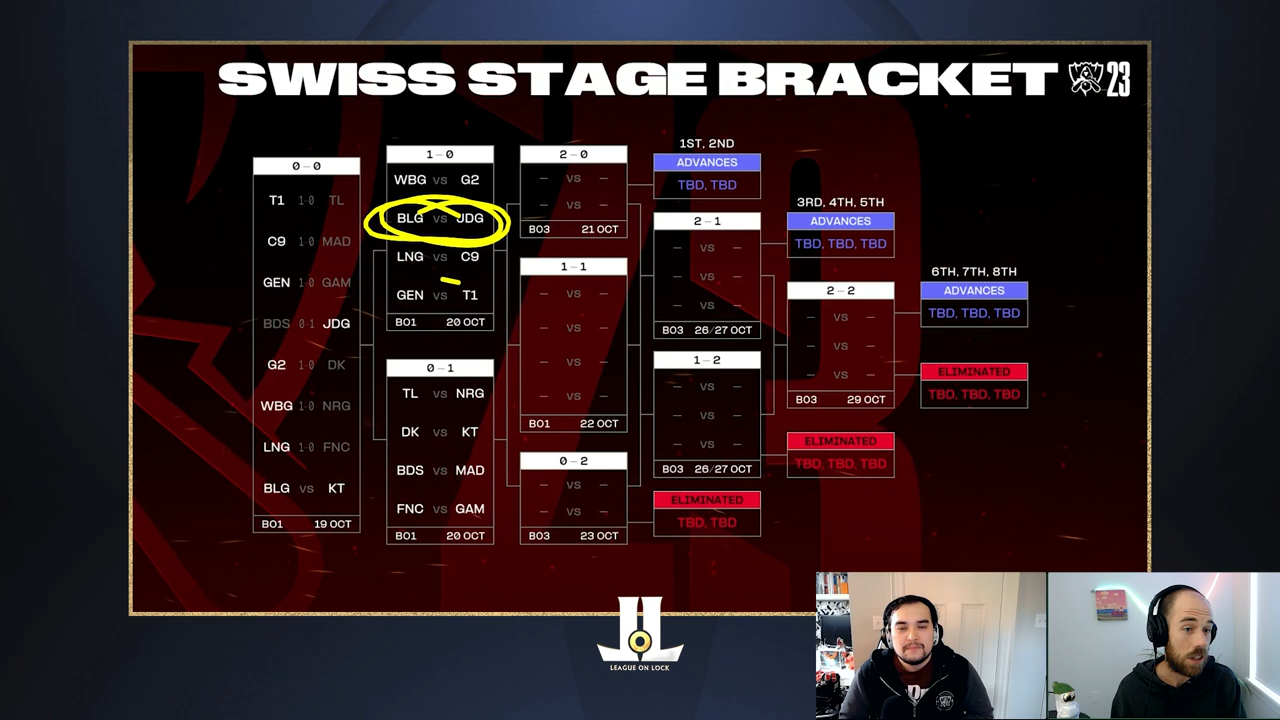 SWISS STAGE BRACKET
23
0 – 0
T1 1-0 TL
C9 1-0 MAD
GEN 1-0 GAM
BDS 0-1 JDG
G2 1-0 DK
WBG 1-0 NRG
LNG 1-0 FNC
BLG VS KT
BO1 19 OCT
1 – 0
WBG VS G2
BLG VS JDG
LNG VS C9
GEN VS T1
BO1 20 OCT
0 – 1
TL VS NRG
DK VS KT
BDS VS MAD
FNC VS GAM
BO1 20 OCT
2 – 0
– VS –
– VS –
BO3 21 OCT
1 – 1
– VS –
– VS –
– VS –
– VS –
BO1 22 OCT
0 – 2
– VS –
– VS –
BO3 23 OCT
1ST, 2ND
ADVANCES
TBD, TBD
2 – 1
– VS –
– VS –
– VS –
BO3 26/27 OCT
1 – 2
– VS –
– VS –
– VS –
BO3 26/27 OCT
ELIMINATED
TBD, TBD
3RD, 4TH, 5TH
ADVANCES
TBD, TBD, TBD
2 – 2
– VS –
– VS –
– VS –
BO3 29 OCT
ELIMINATED
TBD, TBD, TBD
6TH, 7TH, 8TH
ADVANCES
TBD, TBD, TBD
ELIMINATED
TBD, TBD, TBD
LEAGUE ON LOCK